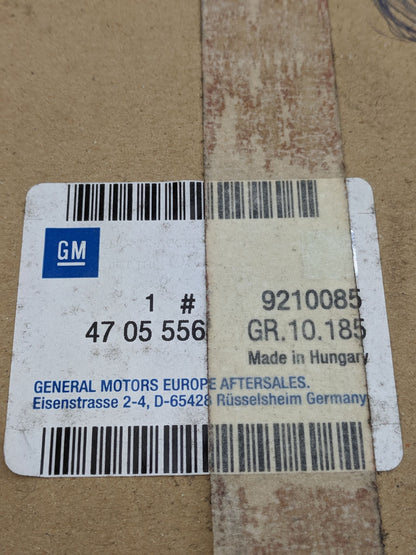 GM
1 # 9210085
47 05 556 GR.10.185
Made in Hungary
GENERAL MOTORS EUROPE AFTERSALES.
Eisenstrasse 2-4, D-65428 Rüsselsheim Germany